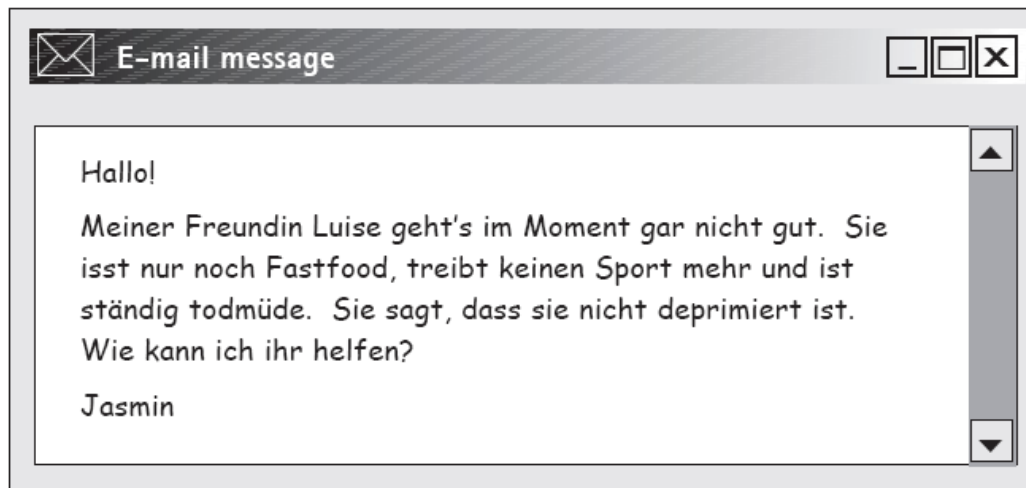 E-mail message
Hallo!
Meiner Freundin Luise geht's im Moment gar nicht gut. Sie
isst nur noch Fastfood, treibt keinen Sport mehr und ist
ständig todmüde. Sie sagt, dass sie nicht deprimiert ist.
Wie kann ich ihr helfen?
Jasmin